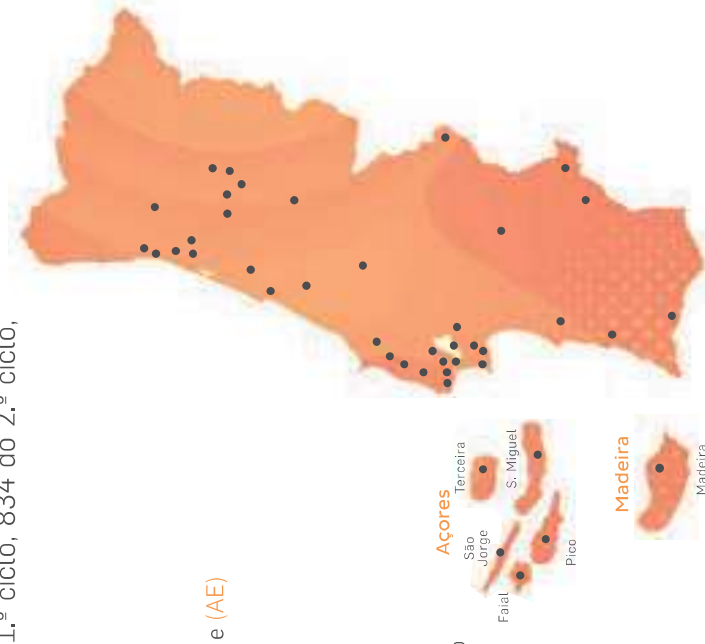 1.º ciclo, 834 do 2.º ciclo,
e (AE)
Açores
Terceira
São
Jorge
S. Miguel
Faial
Pico
Madeira
Madeira